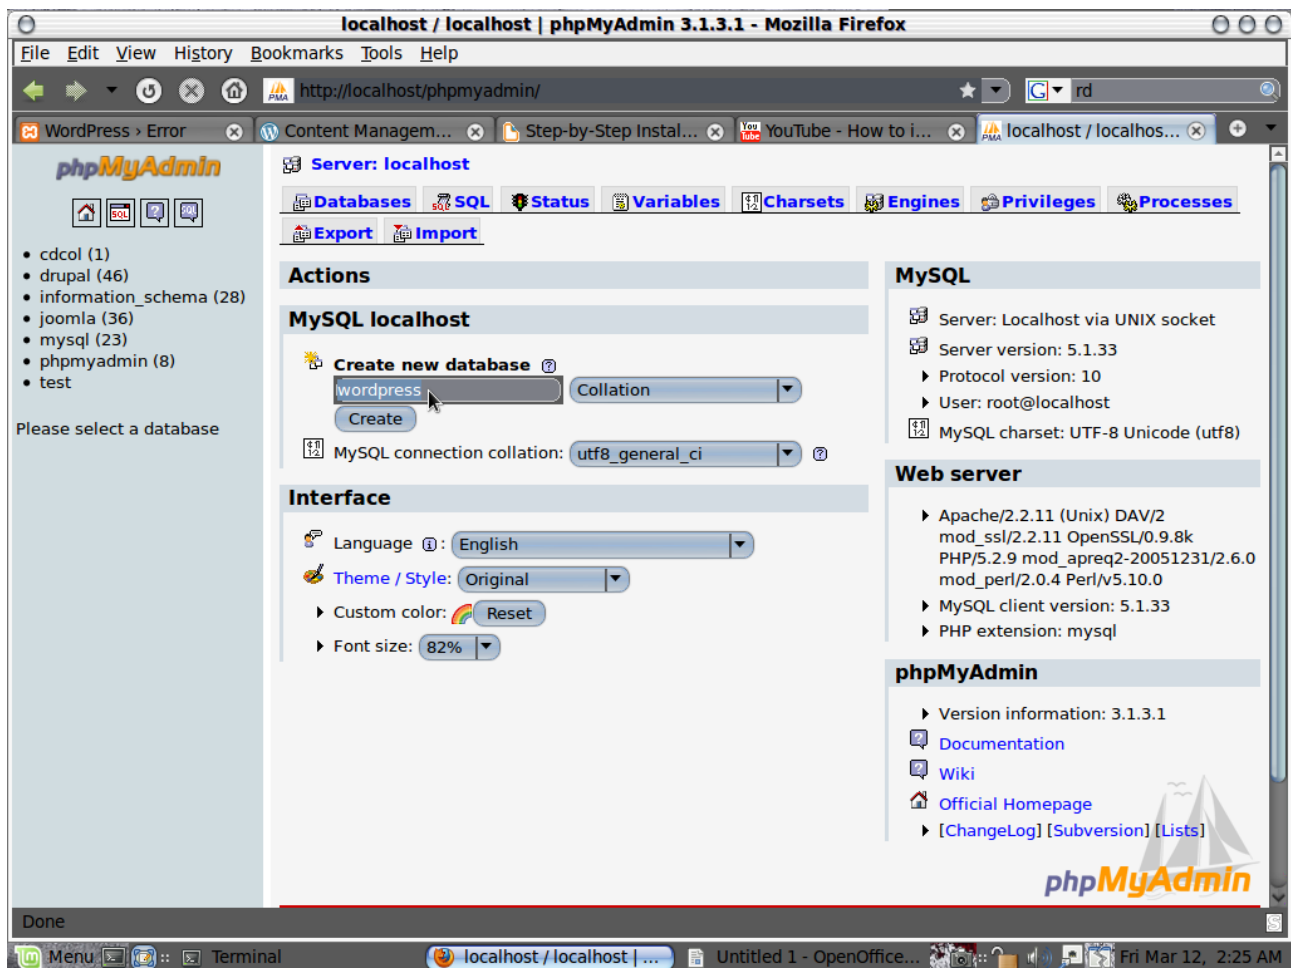 localhost / localhost | phpMyAdmin 3.1.3.1 - Mozilla Firefox
File Edit View History Bookmarks Tools Help
PMA http://localhost/phpmyadmin/ G rd
WordPress › Error Content Managem... Step-by-Step Instal... You Tube YouTube - How to i... PMA localhost / localhos...
phpMyAdmin
SQL SQL
cdcol (1)
drupal (46)
information_schema (28)
joomla (36)
mysql (23)
phpmyadmin (8)
test
Please select a database
Server: localhost
Databases SQL Status Variables Charsets Engines Privileges Processes
Export Import
Actions
MySQL localhost
Create new database
wordpress Collation
Create
MySQL connection collation: utf8_general_ci
Interface
Language : English
Theme / Style: Original
Custom color: Reset
Font size: 82%
MySQL
Server: Localhost via UNIX socket
Server version: 5.1.33
Protocol version: 10
User: root@localhost
MySQL charset: UTF-8 Unicode (utf8)
Web server
Apache/2.2.11 (Unix) DAV/2
mod_ssl/2.2.11 OpenSSL/0.9.8k
PHP/5.2.9 mod_apreq2-20051231/2.6.0
mod_perl/2.0.4 Perl/v5.10.0
MySQL client version: 5.1.33
PHP extension: mysql
phpMyAdmin
Version information: 3.1.3.1
Documentation
Wiki
Official Homepage
[ChangeLog] [Subversion] [Lists]
phpMyAdmin
Done
Menu :: Terminal localhost / localhost | ... Untitled 1 - OpenOffice... :: Fri Mar 12, 2:25 AM